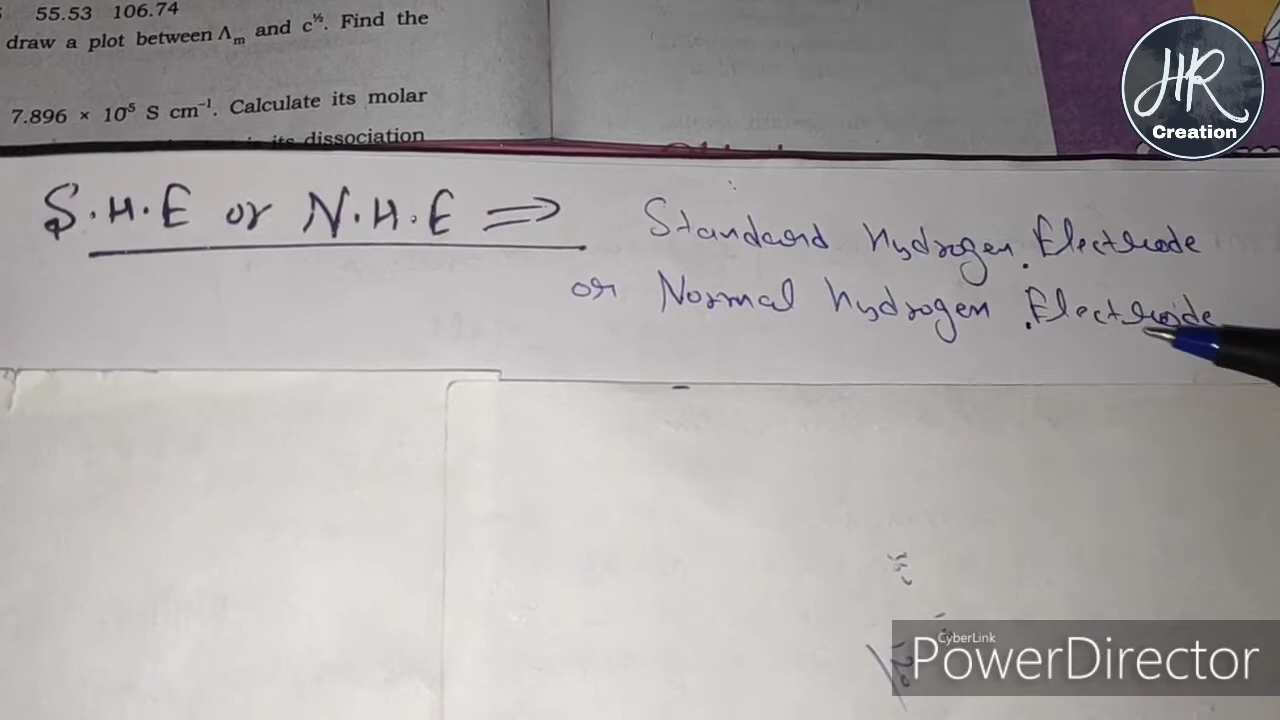 55.53 106.74
draw a plot between Λm and c½. Find the
7.896 × 10⁵ S cm⁻¹. Calculate its molar
its dissociation
HR
Creation
S.H.E or N.H.E ⇒ Standard hydrogen Electrode
or Normal hydrogen Electrode
CyberLink
PowerDirector